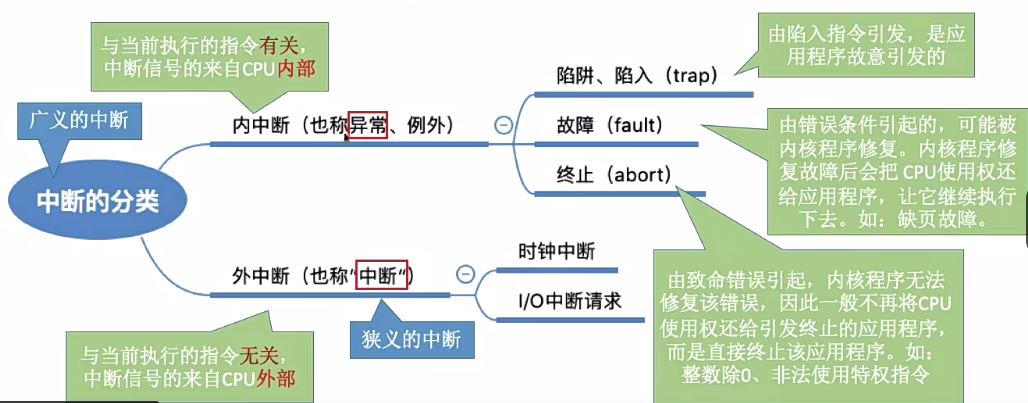 与当前执行的指令有关，
中断信号的来自CPU内部
广义的中断
中断的分类
内中断（也称异常、例外）
陷阱、陷入（trap）
由陷入指令引发，是应
用程序故意引发的
故障（fault）
由错误条件引起的，可能被
内核程序修复。内核程序修
复故障后会把 CPU使用权还
给应用程序，让它继续执行
下去。如：缺页故障。
终止（abort）
由致命错误引起，内核程序无法
修复该错误，因此一般不再将CPU
使用权还给引发终止的应用程序，
而是直接终止该应用程序。如：
整数除0、非法使用特权指令
外中断（也称“中断“）
时钟中断
I/O中断请求
狭义的中断
与当前执行的指令无关，
中断信号的来自CPU外部